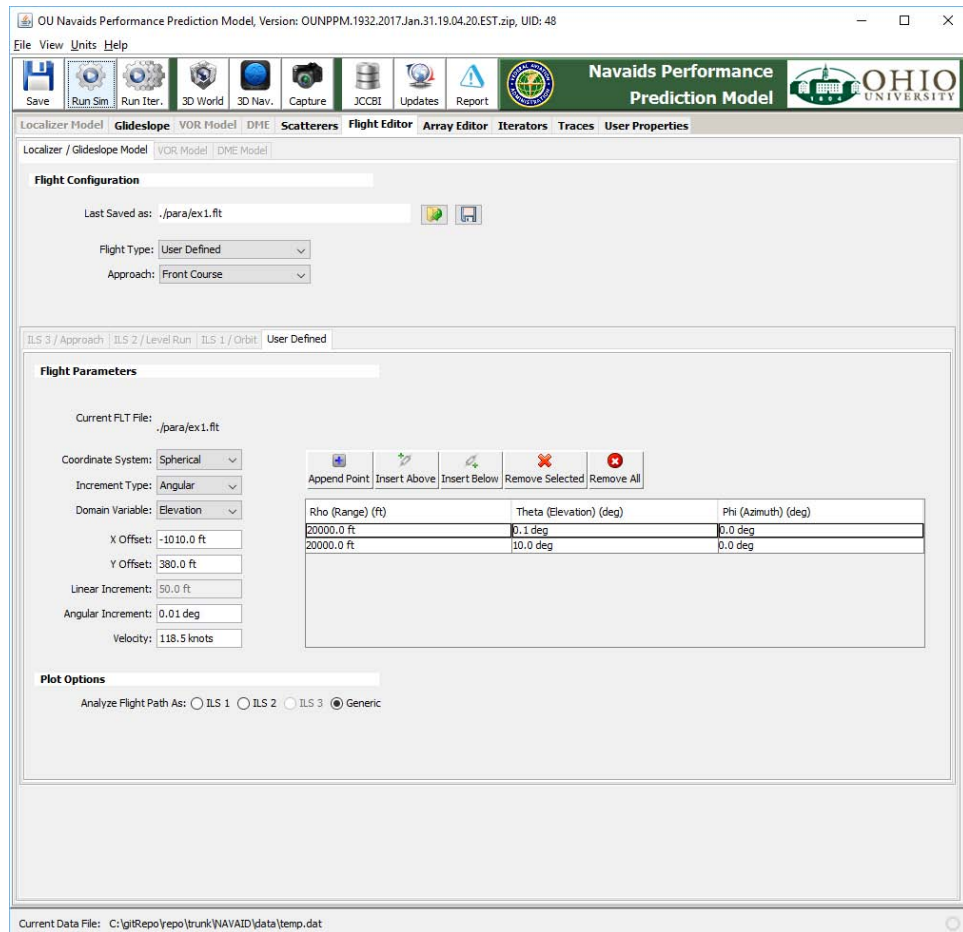 OU Navaids Performance Prediction Model, Version: OUNPPM.1932.2017.Jan.31.19.04.20.EST.zip, UID: 48
File View Units Help
Save Run Sim Run Iter. 3D World 3D Nav. Capture JCCBI Updates Report
Navaids Performance
Prediction Model
OHIO
UNIVERSITY
1804
Localizer Model Glideslope VOR Model DME Scatterers Flight Editor Array Editor Iterators Traces User Properties
Localizer / Glideslope Model VOR Model DME Model
Flight Configuration
Last Saved as: ./para/ex1.flt
Flight Type: User Defined
Approach: Front Course
ILS 3 / Approach ILS 2 / Level Run ILS 1 / Orbit User Defined
Flight Parameters
Current FLT File: ./para/ex1.flt
Coordinate System: Spherical
Increment Type: Angular
Domain Variable: Elevation
X Offset: -1010.0 ft
Y Offset: 380.0 ft
Linear Increment: 50.0 ft
Angular Increment: 0.01 deg
Velocity: 118.5 knots
Append Point Insert Above Insert Below Remove Selected Remove All
Rho (Range) (ft) Theta (Elevation) (deg) Phi (Azimuth) (deg)
20000.0 ft 0.1 deg 0.0 deg
20000.0 ft 10.0 deg 0.0 deg
Plot Options
Analyze Flight Path As: ILS 1 ILS 2 ILS 3 Generic
Current Data File: C:\gitRepo\repo\trunk\NAVAID\data\temp.dat